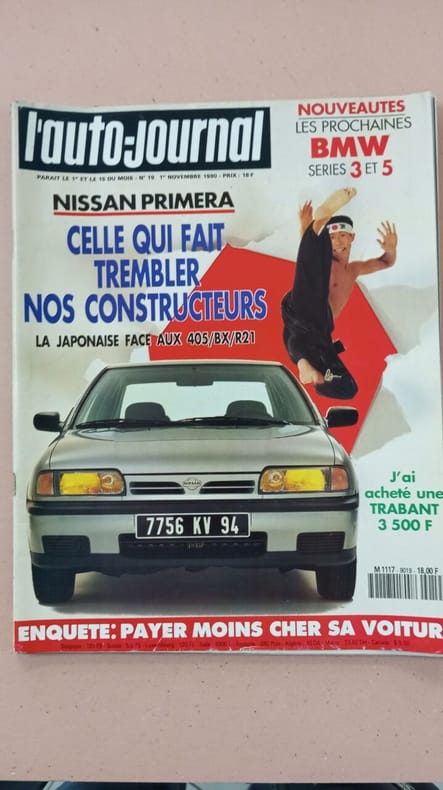 NOUVEAUTES
LES PROCHAINES
BMW
SERIES 3 ET 5
l'auto-journal
PARAIT LE 1er ET LE 15 DU MOIS - N° 19 1er NOVEMBRE 1990 - PRIX : 18 F
NISSAN PRIMERA
CELLE QUI FAIT
TREMBLER
NOS CONSTRUCTEURS
LA JAPONAISE FACE AUX 405/BX/R21
NISSAN
7756 KV 94
J'ai
acheté une
TRABANT
3 500 F
M 1117 - 9019 - 18,00 F
ENQUETE: PAYER MOINS CHER SA VOITUR